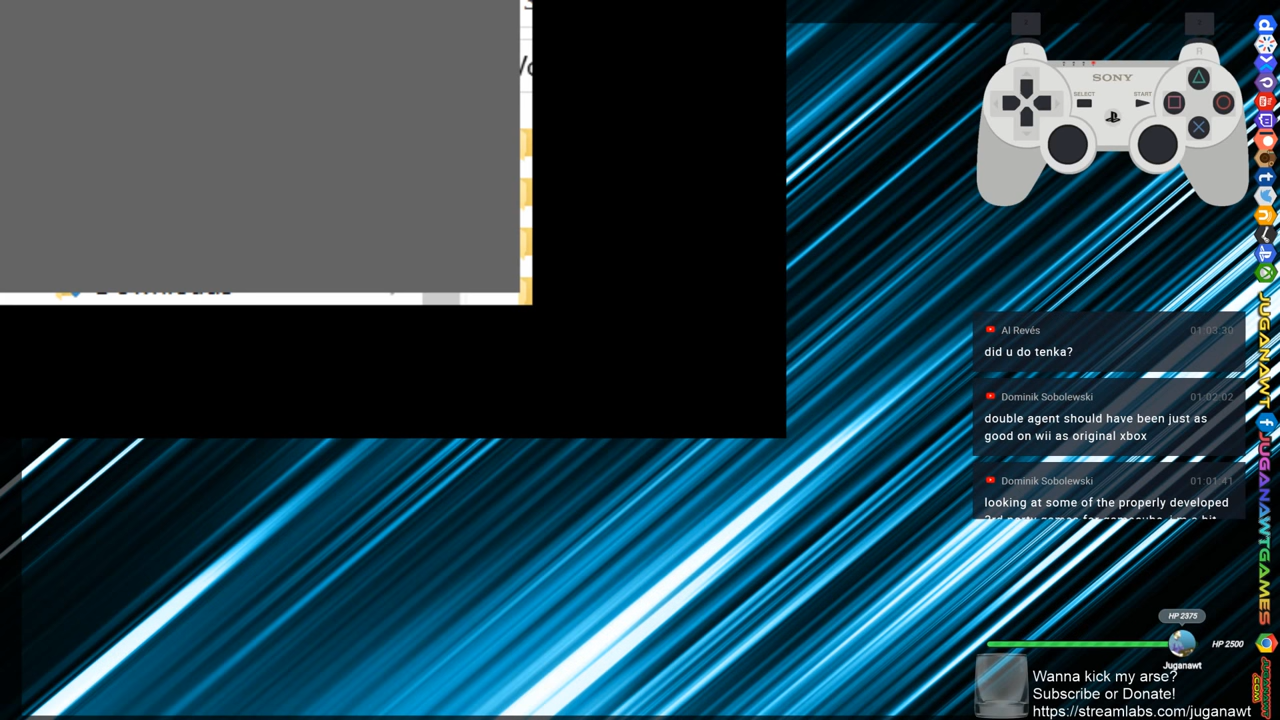 L
R
SONY
SELECT
START
Al Revés 01:03:30
did u do tenka?
Dominik Sobolewski 01:02:02
double agent should have been just as
good on wii as original xbox
Dominik Sobolewski 01:01:41
looking at some of the properly developed
HP 2375
HP 2500
Juganawt
Wanna kick my arse?
Subscribe or Donate!
https://streamlabs.com/juganawt
JUGANAWT
JUGANAWTGAMES